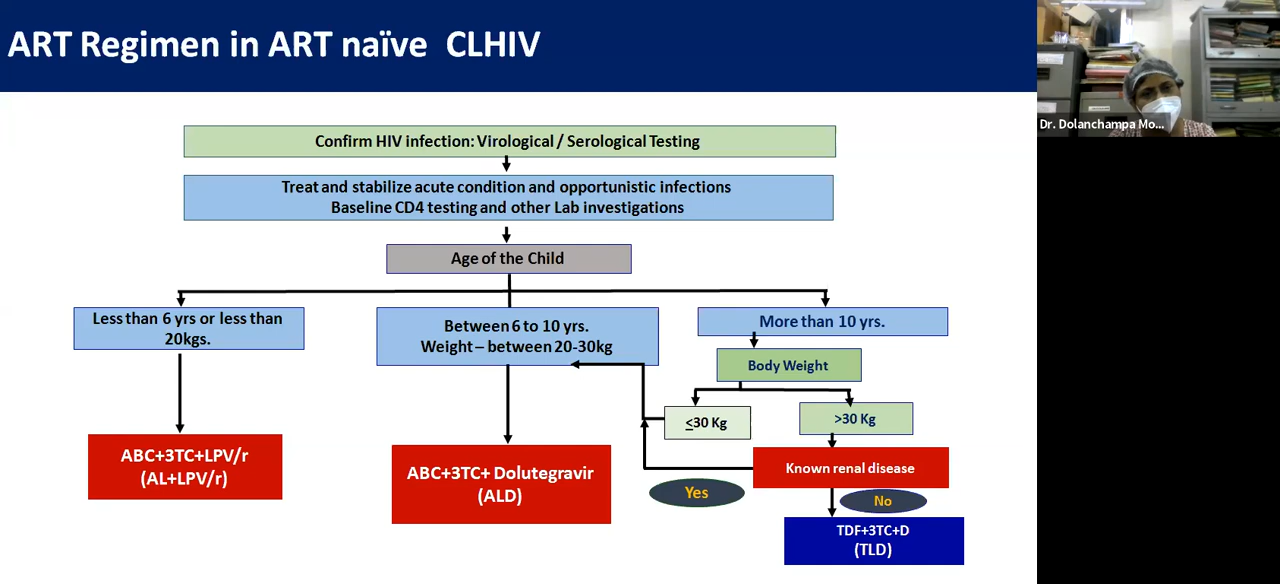 ART Regimen in ART naïve CLHIV
Dr. Dolanchampa Mo...
Confirm HIV infection: Virological / Serological Testing
Treat and stabilize acute condition and opportunistic infections
Baseline CD4 testing and other Lab investigations
Age of the Child
Less than 6 yrs or less than
20kgs.
Between 6 to 10 yrs.
Weight – between 20-30kg
More than 10 yrs.
Body Weight
≤30 Kg
>30 Kg
ABC+3TC+LPV/r
(AL+LPV/r)
ABC+3TC+ Dolutegravir
(ALD)
Known renal disease
Yes
No
TDF+3TC+D
(TLD)